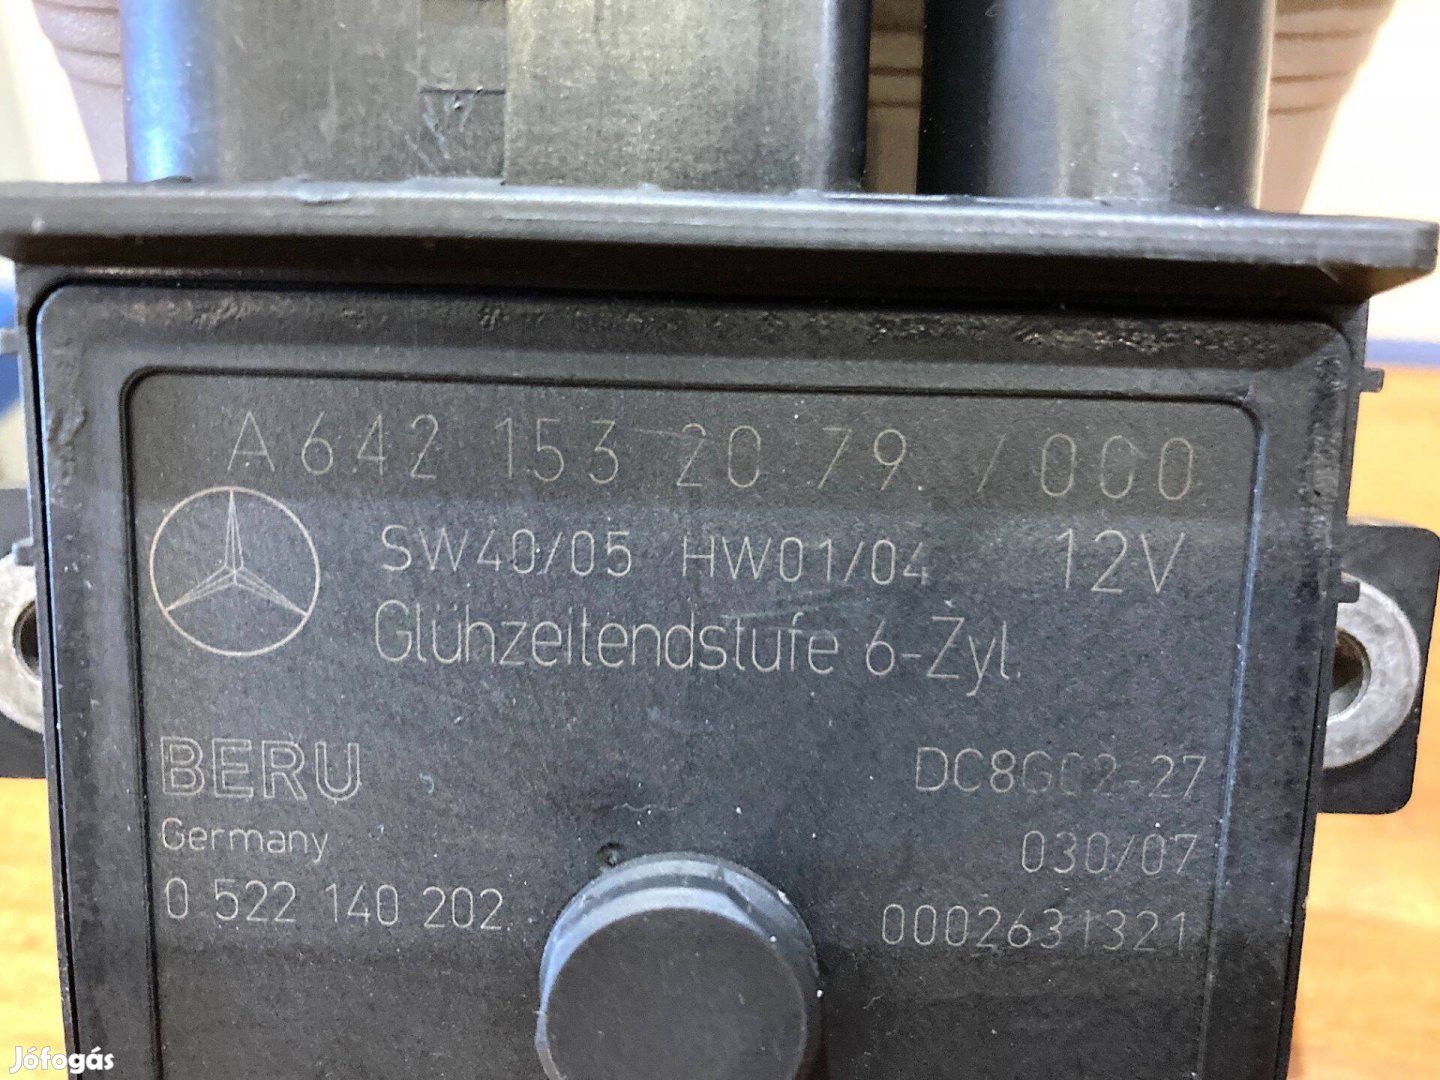 A 642 153 20 79 / 000
SW40/05 HW01/04 12V
Glühzeitendstufe 6-Zyl.
BERU DC8G02-27
Germany 030/07
0 522 140 202 0002631321
Jófogás